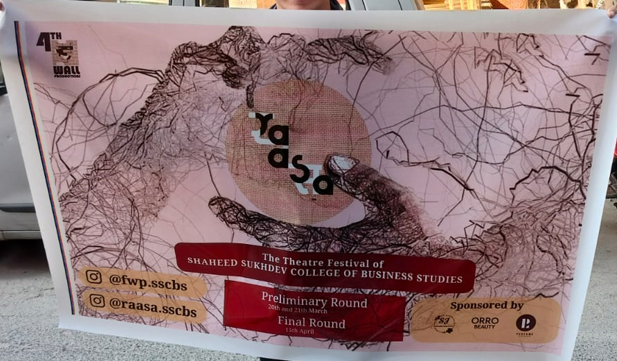 4TH
WALL
raasa
The Theatre Festival of
SHAHEED SUKHDEV COLLEGE OF BUSINESS STUDIES
@fwp.sscbs
@raasa.sscbs
Preliminary Round
20th and 21st March
Final Round
Sponsored by
ORRO
BEAUTY